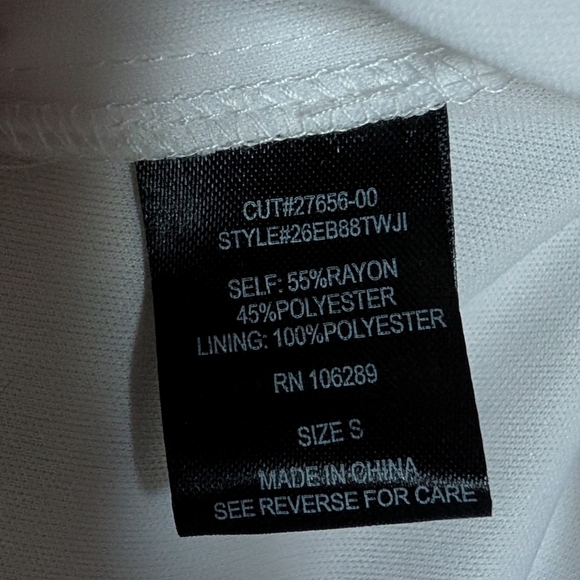 CUT#27656-00
STYLE#26EB88TWJI
SELF: 55%RAYON
45%POLYESTER
LINING: 100%POLYESTER
RN 106289
SIZE S
MADE IN CHINA
SEE REVERSE FOR CARE